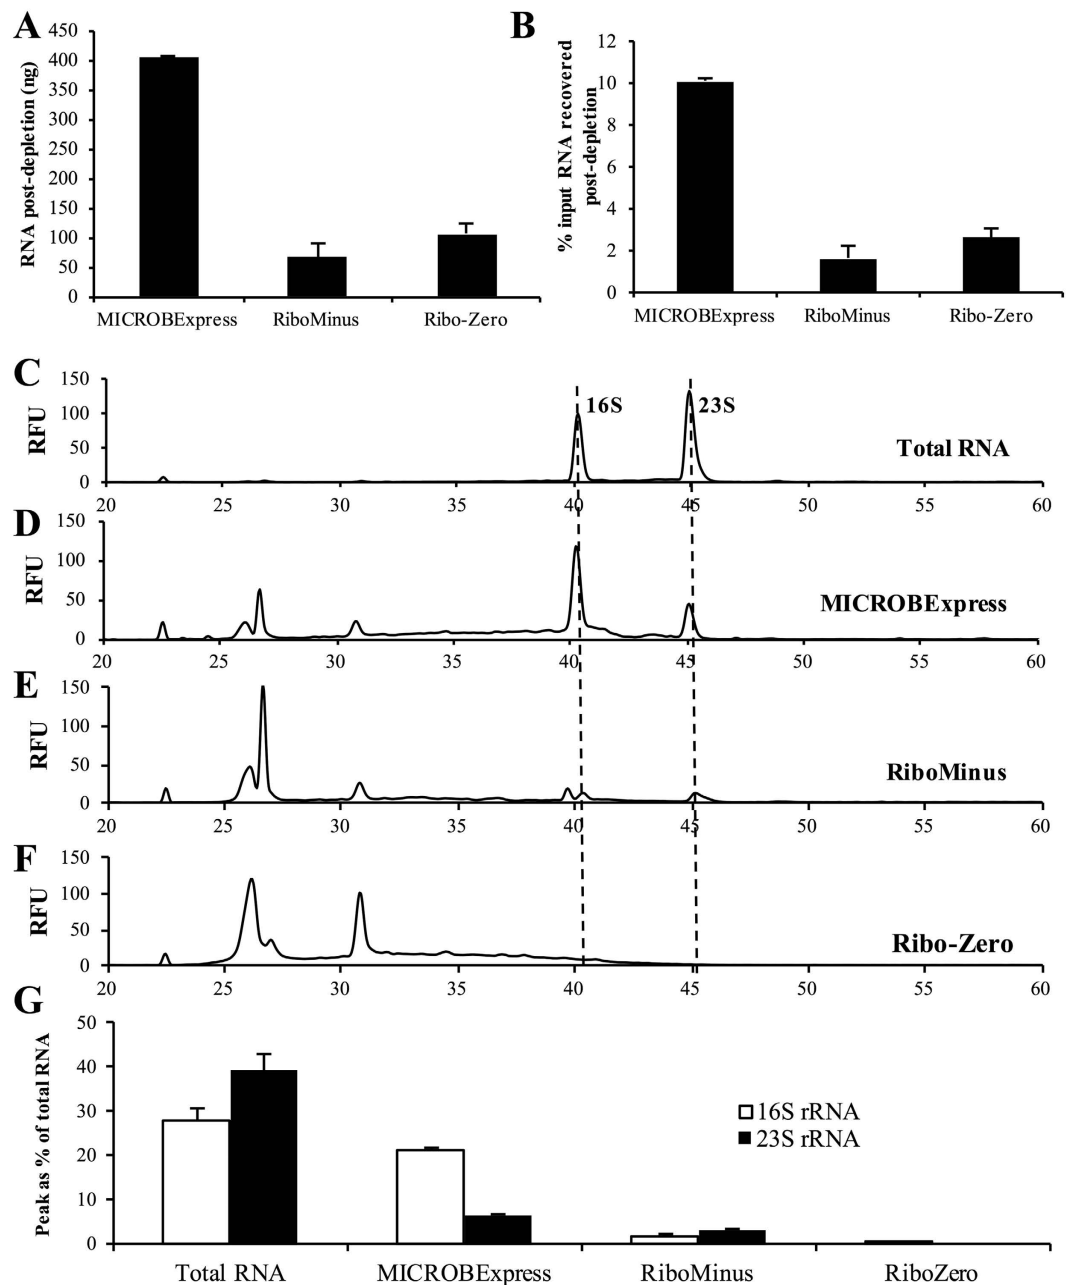 A
450
400
350
300
250
200
150
100
50
0
RNA post-depletion (ng)
MICROBExpress RiboMinus Ribo-Zero
B
12
10
8
6
4
2
0
% input RNA recovered
post-depletion
MICROBExpress RiboMinus Ribo-Zero
C
RFU
150
100
50
0
16S 23S
Total RNA
20 25 30 35 40 45 50 55 60
D
RFU
150
100
50
0
MICROBExpress
20 25 30 35 40 45 50 55 60
E
RFU
150
100
50
0
RiboMinus
20 25 30 35 40 45 50 55 60
F
RFU
150
100
50
0
Ribo-Zero
20 25 30 35 40 45 50 55 60
G
Peak as % of total RNA
50
40
30
20
10
0
16S rRNA
23S rRNA
Total RNA MICROBExpress RiboMinus RiboZero